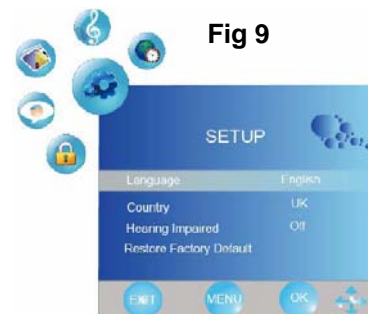 Fig 9
SETUP
Language English
Country UK
Hearing Impaired Off
Restore Factory Default
EXIT MENU OK